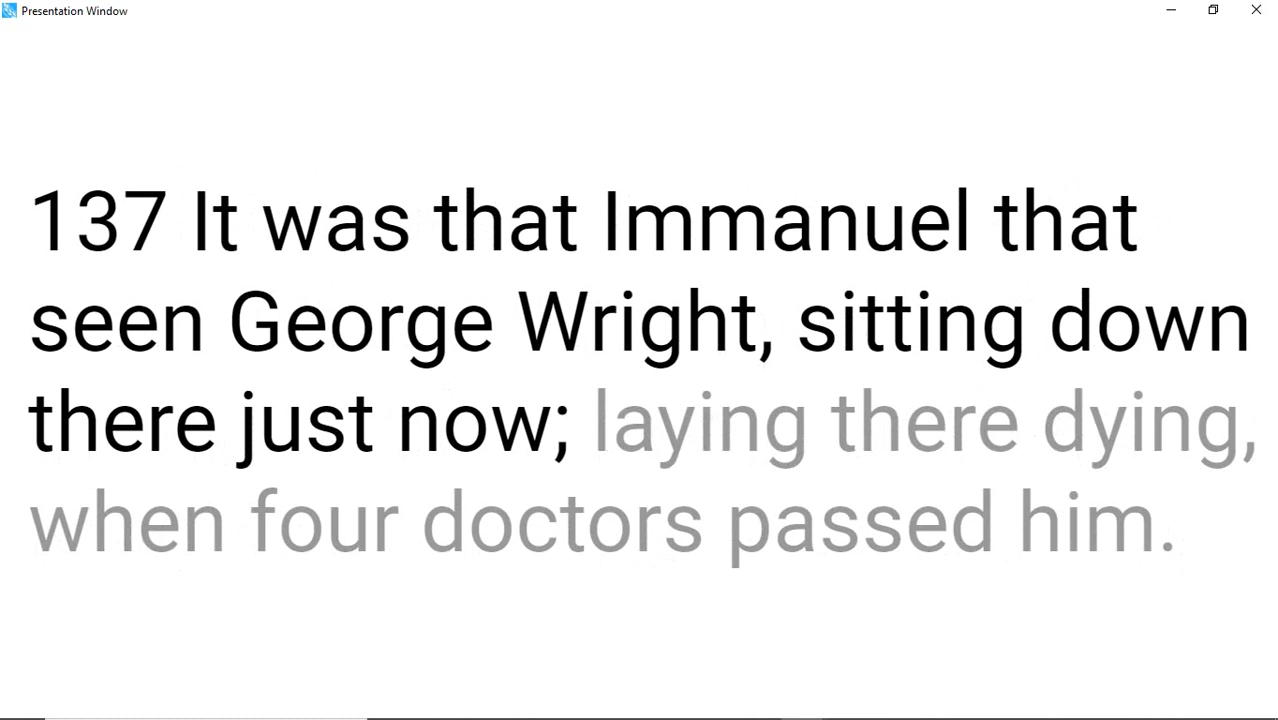 Presentation Window
137 It was that Immanuel that
seen George Wright, sitting down
there just now; laying there dying,
when four doctors passed him.